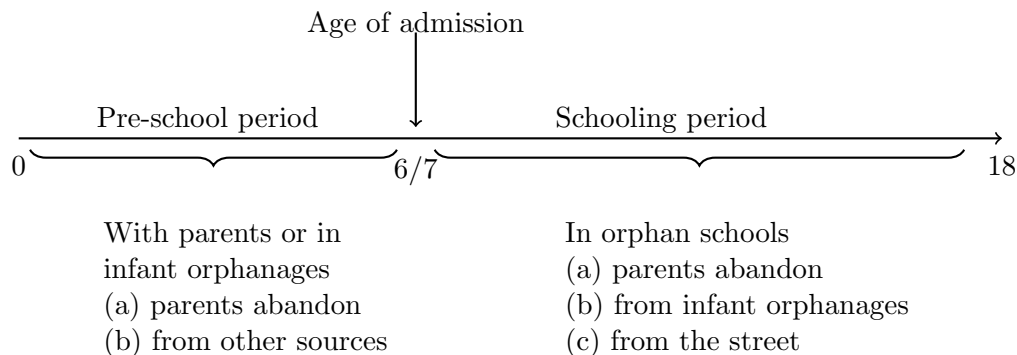 Age of admission
Pre-school period
Schooling period
0
6/7
18
With parents or in
infant orphanages
(a) parents abandon
(b) from other sources
In orphan schools
(a) parents abandon
(b) from infant orphanages
(c) from the street